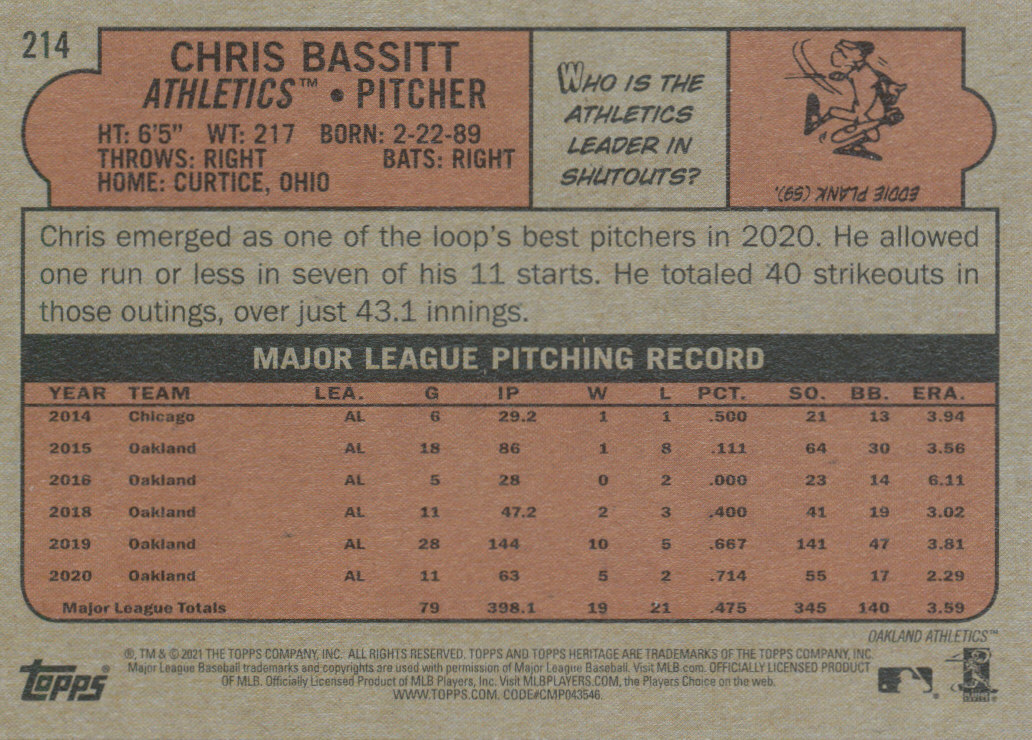 214
CHRIS BASSITT
ATHLETICS™ • PITCHER
HT: 6'5" WT: 217 BORN: 2-22-89
THROWS: RIGHT BATS: RIGHT
HOME: CURTICE, OHIO
WHO IS THE
ATHLETICS
LEADER IN
SHUTOUTS?
EDDIE PLANK (59).
Chris emerged as one of the loop's best pitchers in 2020. He allowed
one run or less in seven of his 11 starts. He totaled 40 strikeouts in
those outings, over just 43.1 innings.
MAJOR LEAGUE PITCHING RECORD
YEAR TEAM LEA. G IP W L PCT. SO. BB. ERA.
2014 Chicago AL 6 29.2 1 1 .500 21 13 3.94
2015 Oakland AL 18 86 1 8 .111 64 30 3.56
2016 Oakland AL 5 28 0 2 .000 23 14 6.11
2018 Oakland AL 11 47.2 2 3 .400 41 19 3.02
2019 Oakland AL 28 144 10 5 .667 141 47 3.81
2020 Oakland AL 11 63 5 2 .714 55 17 2.29
Major League Totals 79 398.1 19 21 .475 345 140 3.59
OAKLAND ATHLETICS™
®, TM & © 2021 THE TOPPS COMPANY, INC. ALL RIGHTS RESERVED. TOPPS AND TOPPS HERITAGE ARE TRADEMARKS OF THE TOPPS COMPANY, INC.
Major League Baseball trademarks and copyrights are used with permission of Major League Baseball. Visit MLB.com. OFFICIALLY LICENSED PRODUCT
OF MLB. Officially Licensed Product of MLB Players, Inc. Visit MLBPLAYERS.COM, the Players Choice on the web.
WWW.TOPPS.COM. CODE#CMP043546.
topps®